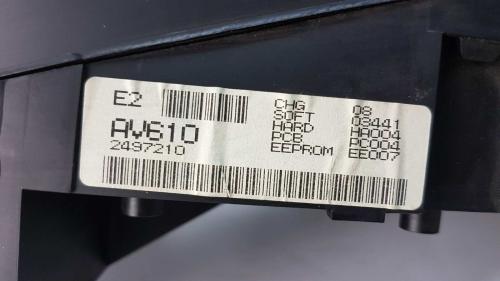 E2
AV610
2497210
CHG 08
SOFT 03441
HARD HA004
PCB PC004
EEPROM EE007